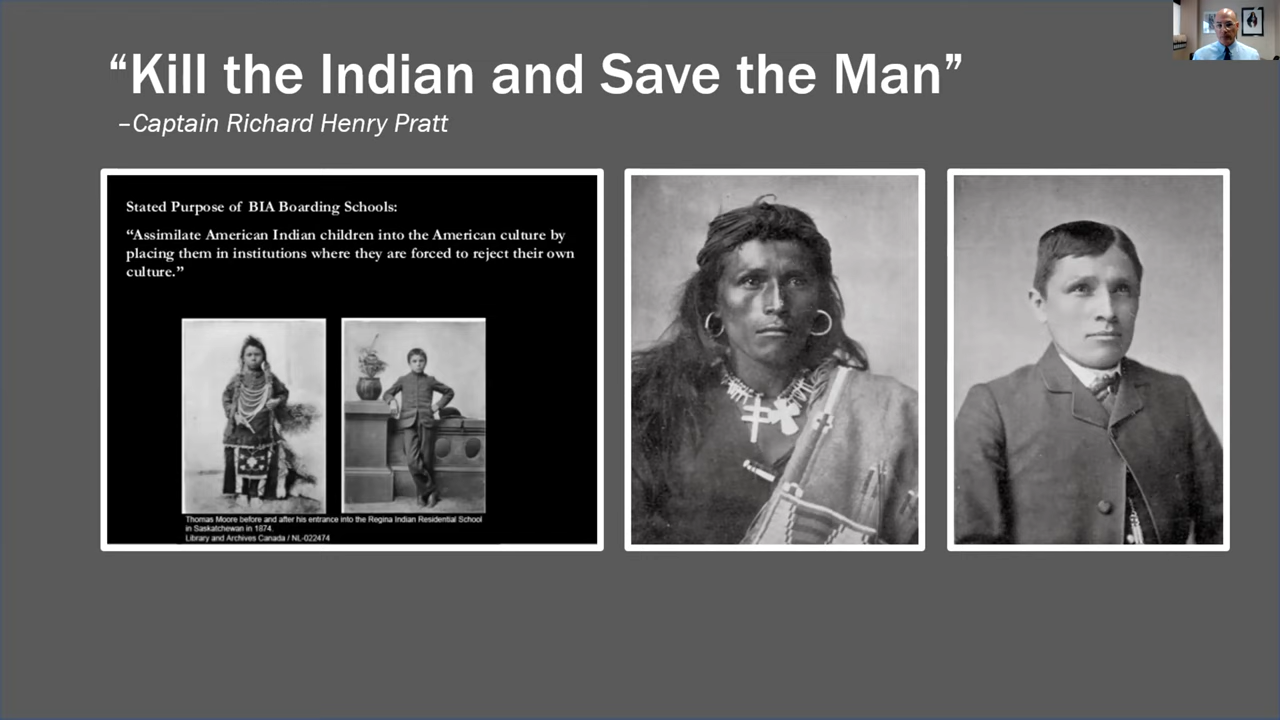 “Kill the Indian and Save the Man”
–Captain Richard Henry Pratt
Stated Purpose of BIA Boarding Schools:
“Assimilate American Indian children into the American culture by
placing them in institutions where they are forced to reject their own
culture.”
Thomas Moore before and after his entrance into the Regina Indian Residential School
in Saskatchewan in 1874.
Library and Archives Canada / NL-022474